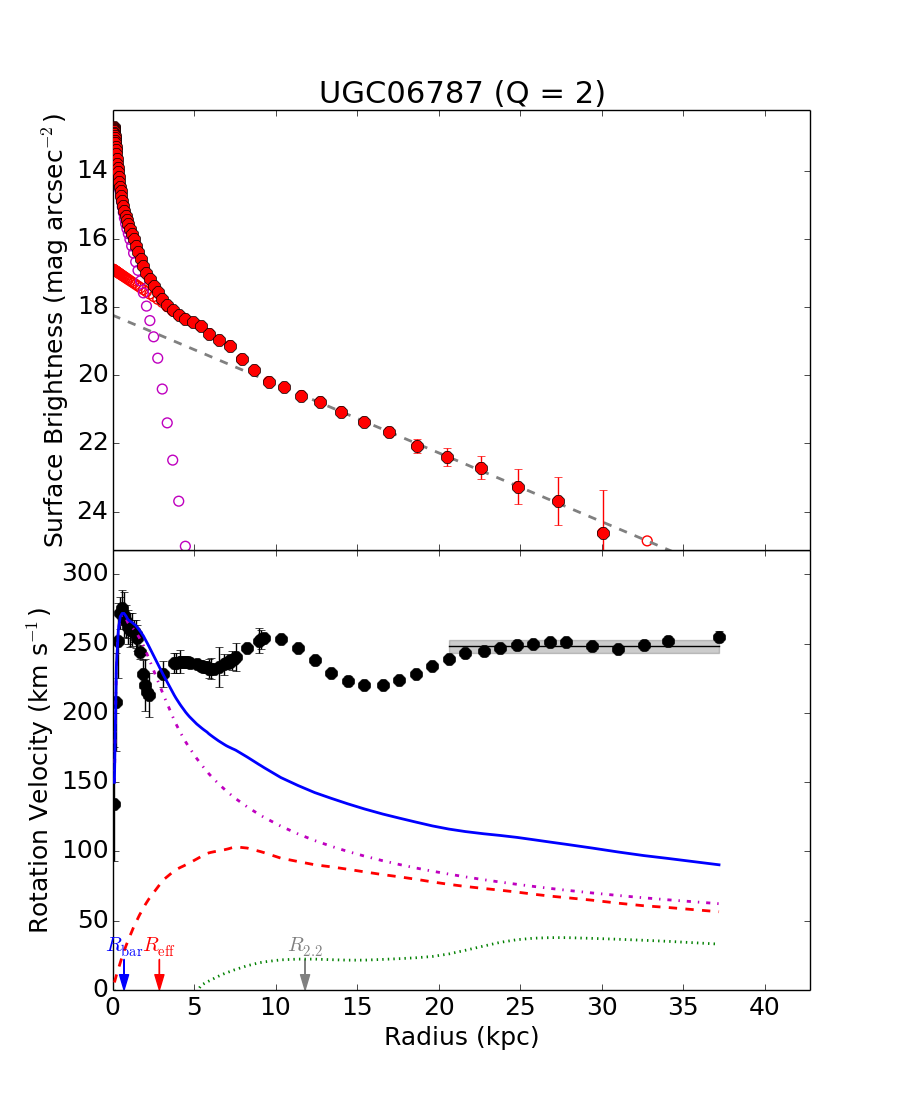 UGC06787 (Q = 2)
Surface Brightness (mag arcsec⁻²)
14
16
18
20
22
24
Rotation Velocity (km s⁻¹)
300
250
200
150
100
50
0
R_bar R_eff R_2.2
0 5 10 15 20 25 30 35 40
Radius (kpc)